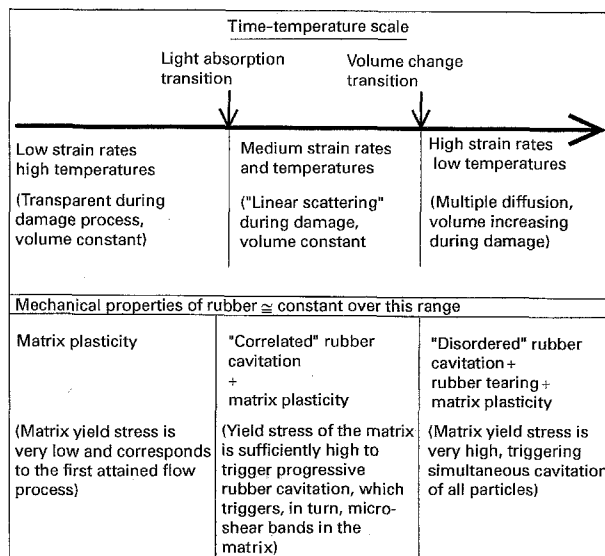 Time-temperature scale
Light absorption
transition
Volume change
transition
Low strain rates
high temperatures
(Transparent during
damage process,
volume constant)
Medium strain rates
and temperatures
("Linear scattering"
during damage,
volume constant
High strain rates
low temperatures
(Multiple diffusion,
volume increasing
during damage)
Mechanical properties of rubber ≅ constant over this range
Matrix plasticity
(Matrix yield stress is
very low and corresponds
to the first attained flow
process)
"Correlated" rubber
cavitation
+
matrix plasticity
(Yield stress of the matrix
is sufficiently high to
trigger progressive
rubber cavitation, which
triggers, in turn, micro-
shear bands in the
matrix)
"Disordered" rubber
cavitation +
rubber tearing +
matrix plasticity
(Matrix yield stress is
very high, triggering
simultaneous cavitation
of all particles)